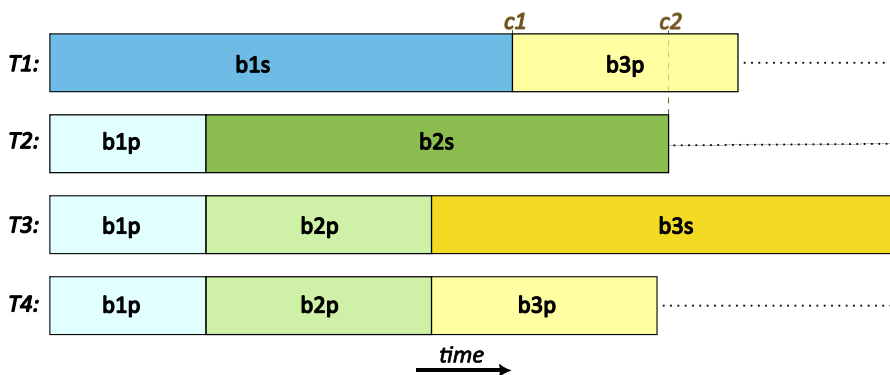 c1 c2
T1: b1s b3p
T2: b1p b2s
T3: b1p b2p b3s
T4: b1p b2p b3p
time